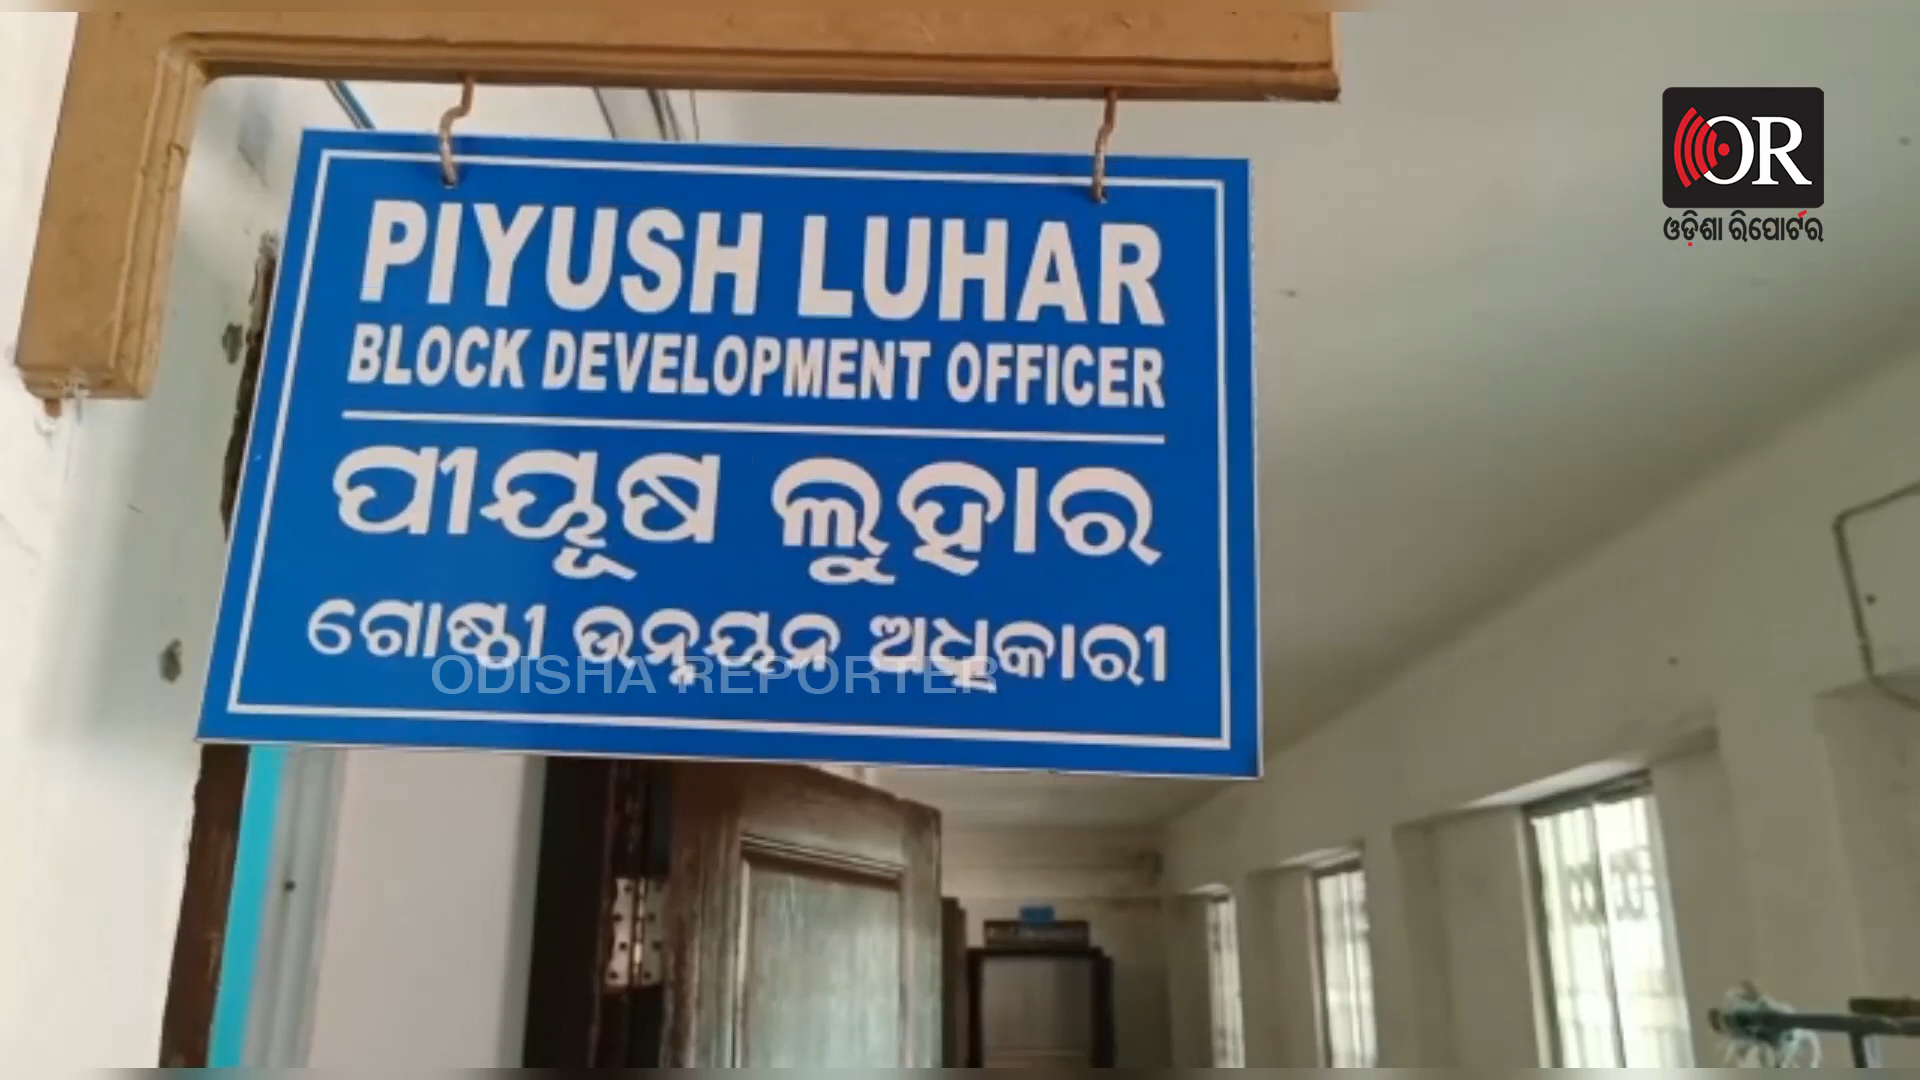 PIYUSH LUHAR
BLOCK DEVELOPMENT OFFICER
ପୀୟୂଷ ଲୁହାର
ଗୋଷ୍ଠୀ ଉନ୍ନୟନ ଅଧିକାରୀ
ODISHA REPORTER
OR
ଓଡ଼ିଶା ରିପୋର୍ଟର